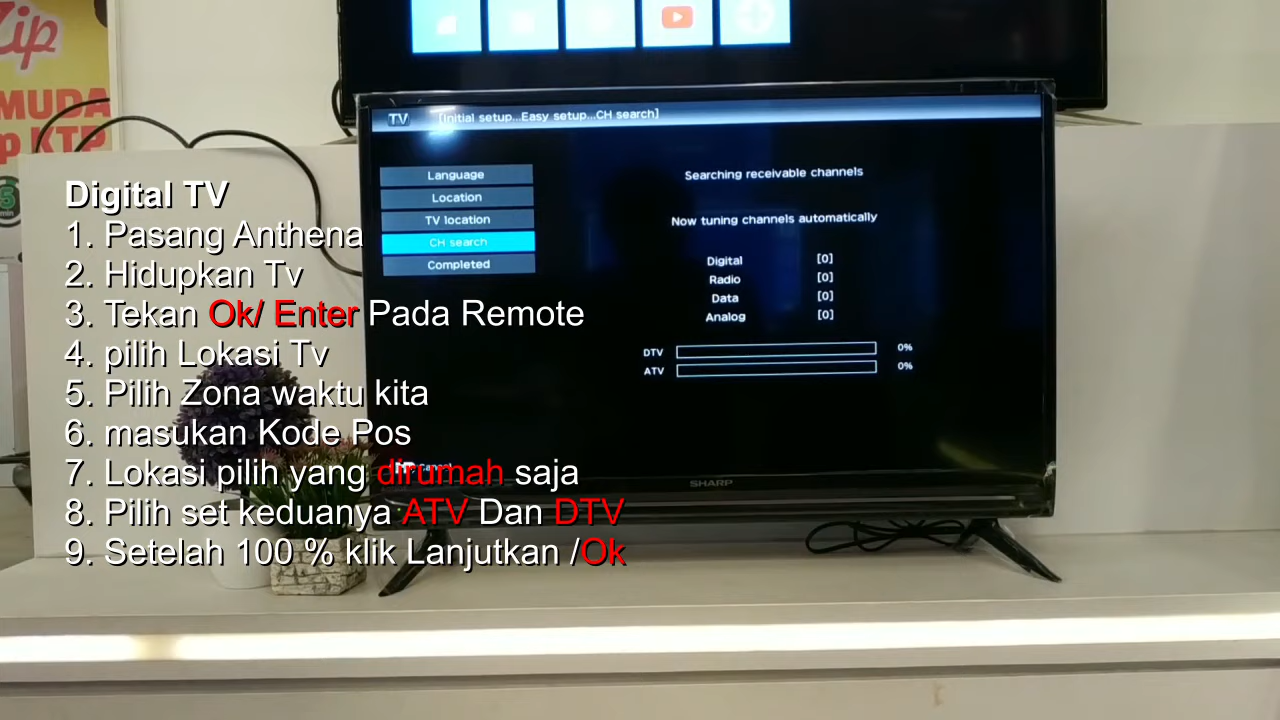 Zip
MUDA
p KTP
5
min
TV [Initial setup...Easy setup...CH search]
Language
Location
TV location
CH search
Completed
Searching receivable channels
Now tuning channels automatically
Digital [0]
Radio [0]
Data [0]
Analog [0]
DTV 0%
ATV 0%
SHARP
Digital TV
1. Pasang Anthena
2. Hidupkan Tv
3. Tekan Ok/ Enter Pada Remote
4. pilih Lokasi Tv
5. Pilih Zona waktu kita
6. masukan Kode Pos
7. Lokasi pilih yang dirumah saja
8. Pilih set keduanya ATV Dan DTV
9. Setelah 100 % klik Lanjutkan /Ok